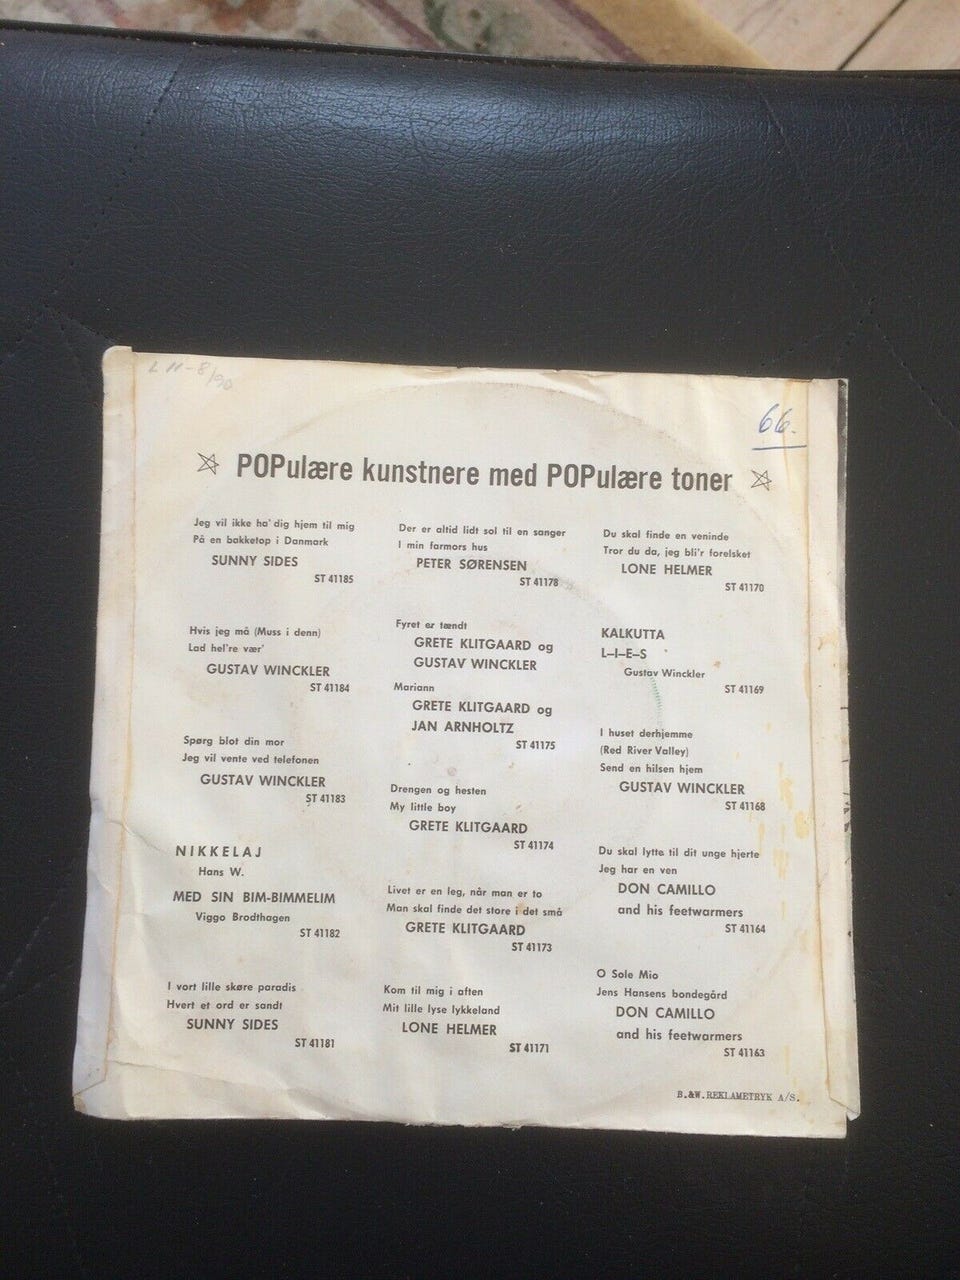 L N-8/90
66.
POPulære kunstnere med POPulære toner
Jeg vil ikke ha' dig hjem til mig
På en bakketop i Danmark
SUNNY SIDES
ST 41185
Hvis jeg må (Muss i denn)
Lad hel're vær'
GUSTAV WINCKLER
ST 41184
Spørg blot din mor
Jeg vil vente ved telefonen
GUSTAV WINCKLER
ST 41183
NIKKELAJ
Hans W.
MED SIN BIM-BIMMELIM
Viggo Brodthagen
ST 41182
I vort lille skøre paradis
Hvert et ord er sandt
SUNNY SIDES
ST 41181
Der er altid lidt sol til en sanger
I min farmors hus
PETER SØRENSEN
ST 41178
Fyret er tændt
GRETE KLITGAARD og
GUSTAV WINCKLER
Mariann
GRETE KLITGAARD og
JAN ARNHOLTZ
ST 41175
Drengen og hesten
My little boy
GRETE KLITGAARD
ST 41174
Livet er en leg, når man er to
Man skal finde det store i det små
GRETE KLITGAARD
ST 41173
Kom til mig i aften
Mit lille lyse lykkeland
LONE HELMER
ST 41171
Du skal finde en veninde
Tror du da, jeg bli'r forelsket
LONE HELMER
ST 41170
KALKUTTA
L-I-E-S
Gustav Winckler
ST 41169
I huset derhjemme
(Red River Valley)
Send en hilsen hjem
GUSTAV WINCKLER
ST 41168
Du skal lytte til dit unge hjerte
Jeg har en ven
DON CAMILLO
and his feetwarmers
ST 41164
O Sole Mio
Jens Hansens bondegård
DON CAMILLO
and his feetwarmers
ST 41163
B.&W. REKLAMETRYK A/S.